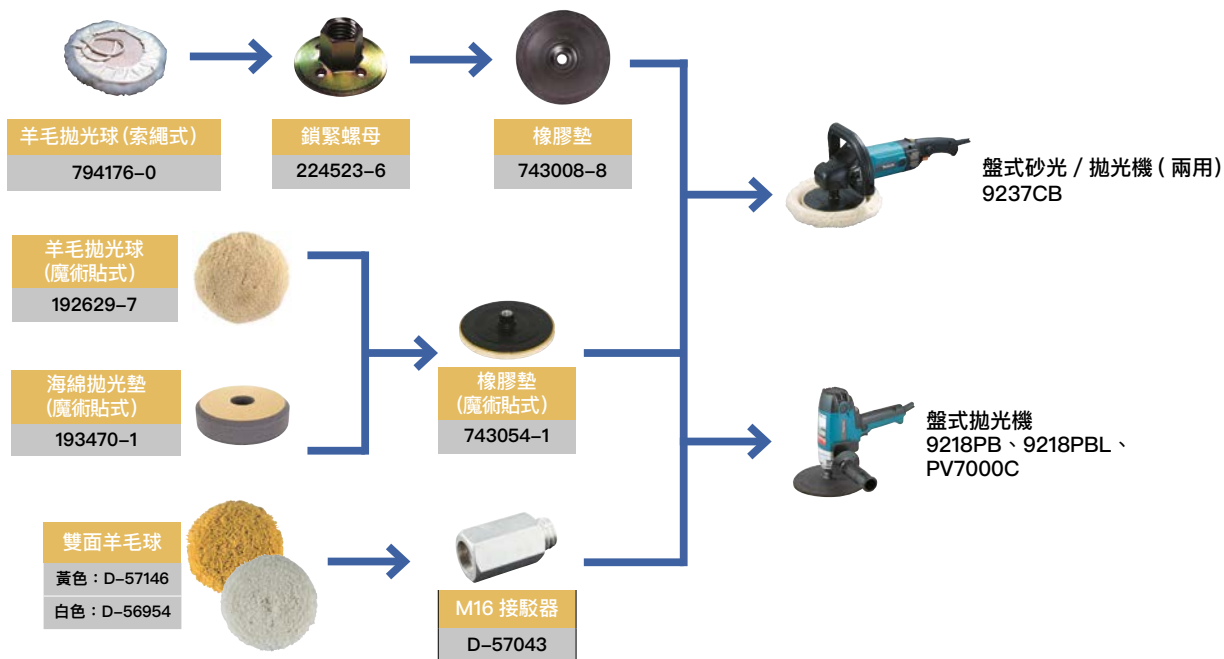 羊毛拋光球(索繩式)
794176-0
鎖緊螺母
224523-6
橡膠墊
743008-8
盤式砂光 / 拋光機 ( 兩用)
9237CB
羊毛拋光球
(魔術貼式)
192629-7
海綿拋光墊
(魔術貼式)
193470-1
橡膠墊
(魔術貼式)
743054-1
盤式拋光機
9218PB、9218PBL、
PV7000C
雙面羊毛球
黃色：D-57146
白色：D-56954
M16 接駁器
D-57043